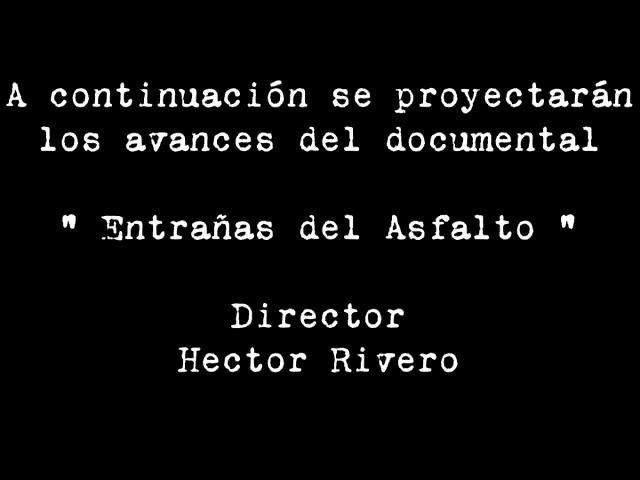 A continuación se proyectarán
los avances del documental
" Entrañas del Asfalto "
Director
Hector Rivero